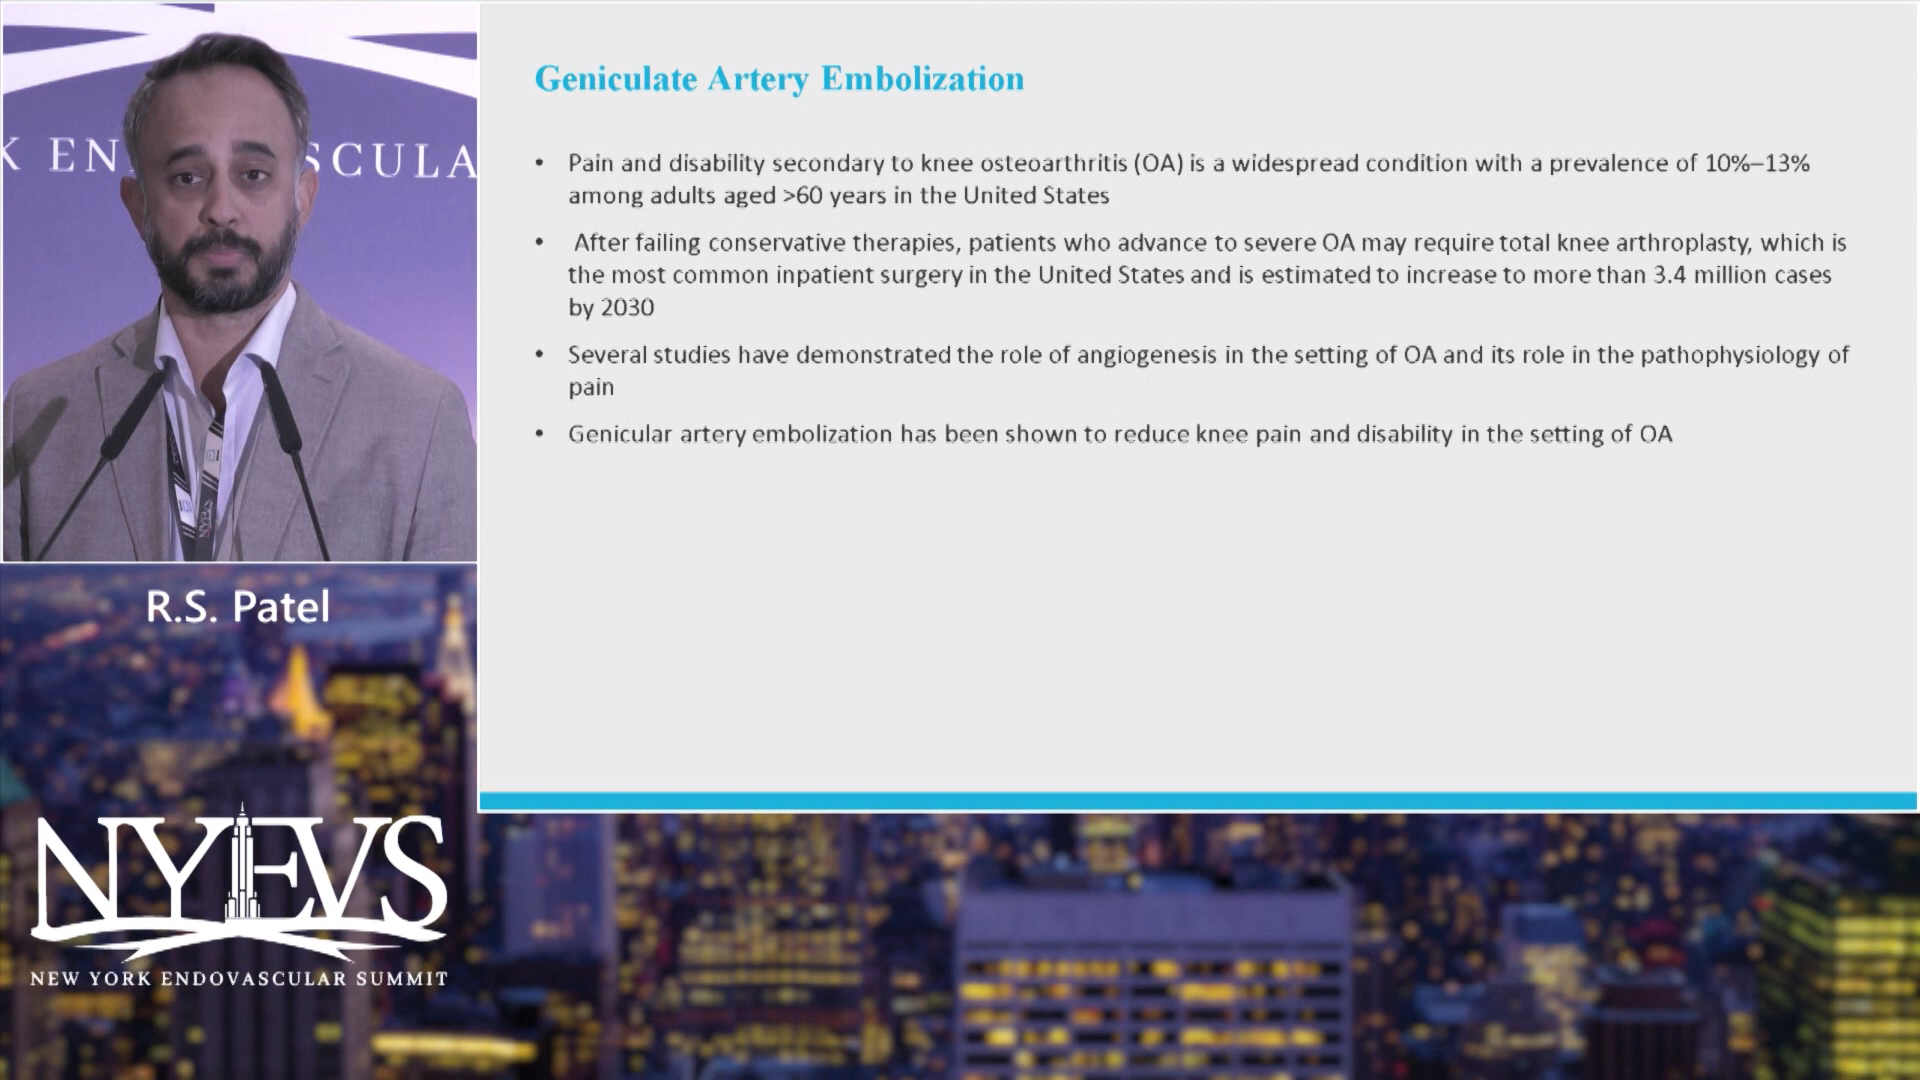 K EN SCULA
R.S. Patel
NYEVS
NEW YORK ENDOVASCULAR SUMMIT
Geniculate Artery Embolization
• Pain and disability secondary to knee osteoarthritis (OA) is a widespread condition with a prevalence of 10%–13%
among adults aged >60 years in the United States
• After failing conservative therapies, patients who advance to severe OA may require total knee arthroplasty, which is
the most common inpatient surgery in the United States and is estimated to increase to more than 3.4 million cases
by 2030
• Several studies have demonstrated the role of angiogenesis in the setting of OA and its role in the pathophysiology of
pain
• Genicular artery embolization has been shown to reduce knee pain and disability in the setting of OA